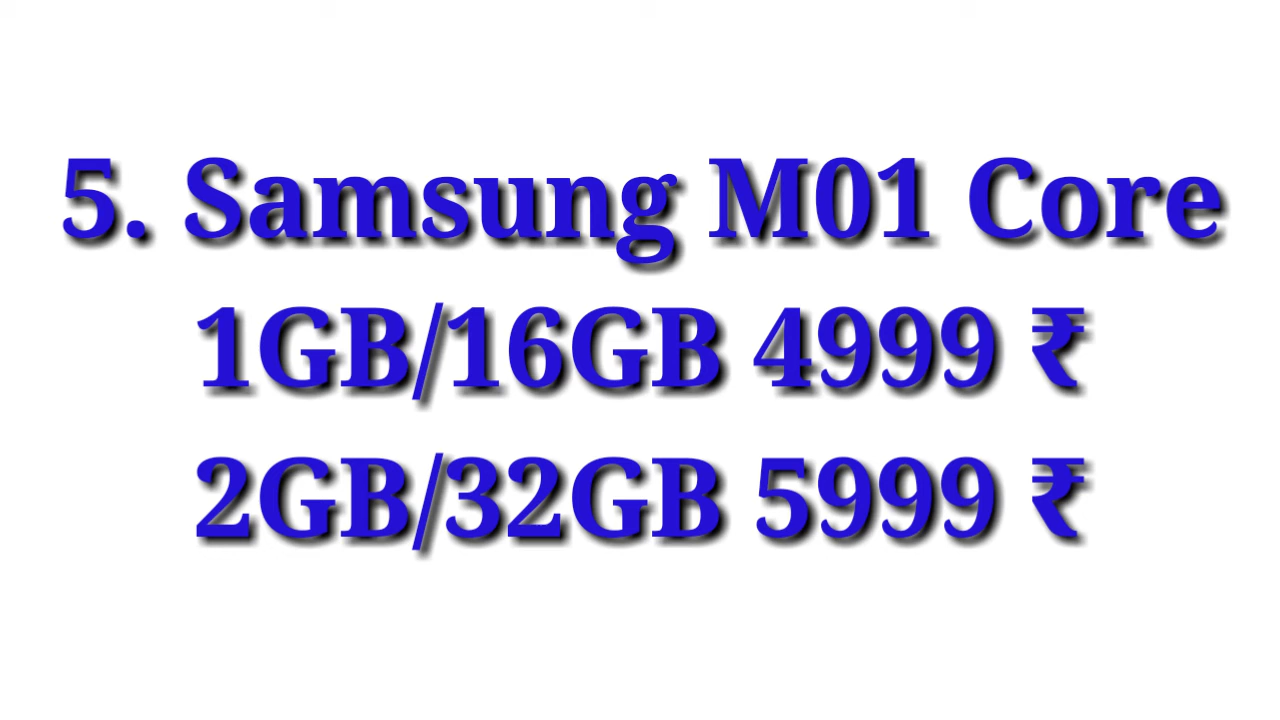 5. Samsung M01 Core
1GB/16GB 4999 ₹
2GB/32GB 5999 ₹